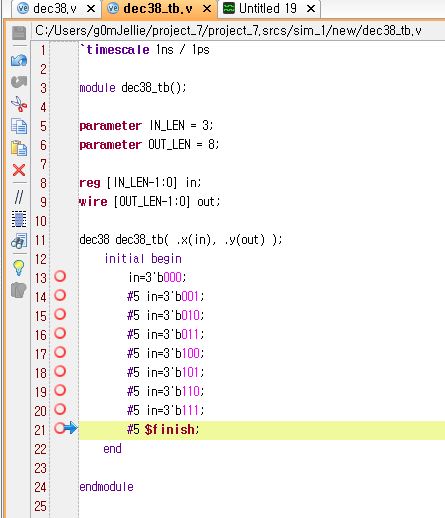 dec38.v × dec38_tb.v × Untitled 19 ×
C:/Users/g0mJellie/project_7/project_7.srcs/sim_1/new/dec38_tb.v
1 `timescale 1ns / 1ps
2
3 module dec38_tb();
4
5 parameter IN_LEN = 3;
6 parameter OUT_LEN = 8;
7
8 reg [IN_LEN-1:0] in;
9 wire [OUT_LEN-1:0] out;
10
11 dec38 dec38_tb( .x(in), .y(out) );
12 initial begin
13 in=3'b000;
14 #5 in=3'b001;
15 #5 in=3'b010;
16 #5 in=3'b011;
17 #5 in=3'b100;
18 #5 in=3'b101;
19 #5 in=3'b110;
20 #5 in=3'b111;
21 #5 $finish;
22 end
23
24 endmodule
25